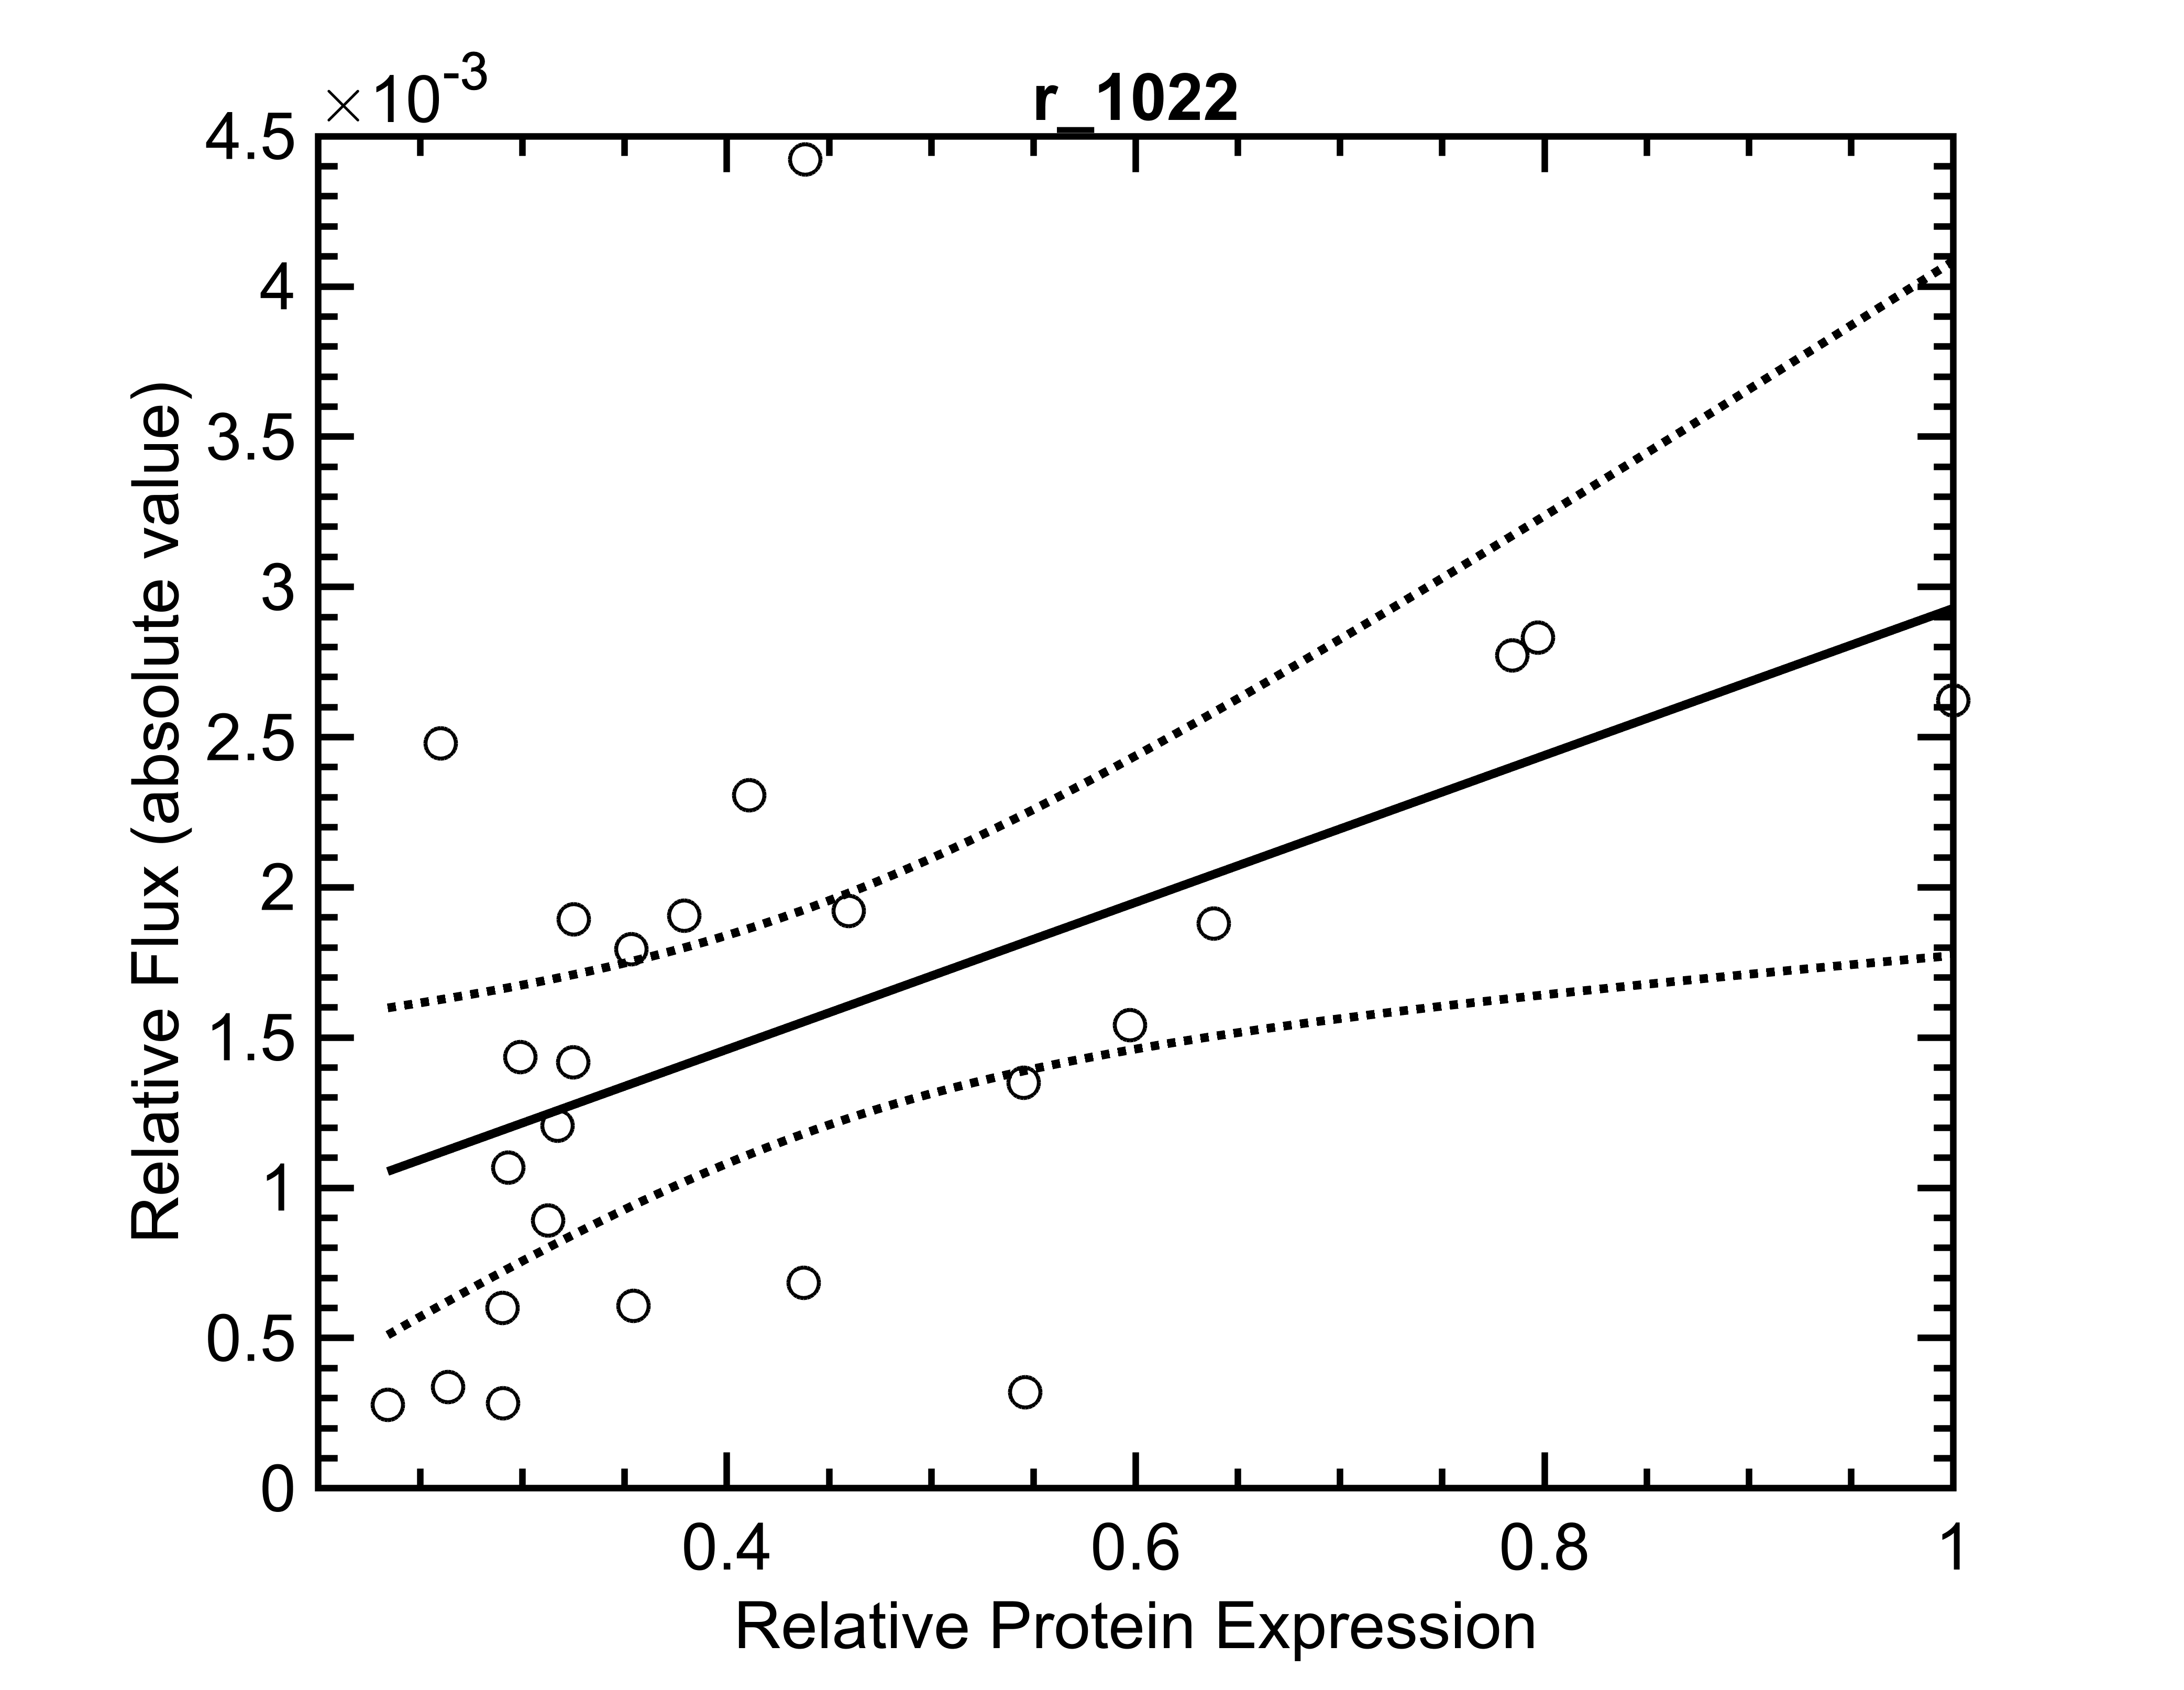 ×10-3
r_1022
4.5
4
3.5
3
2.5
2
1.5
1
0.5
0
0.4 0.6 0.8 1
Relative Protein Expression
Relative Flux (absolute value)